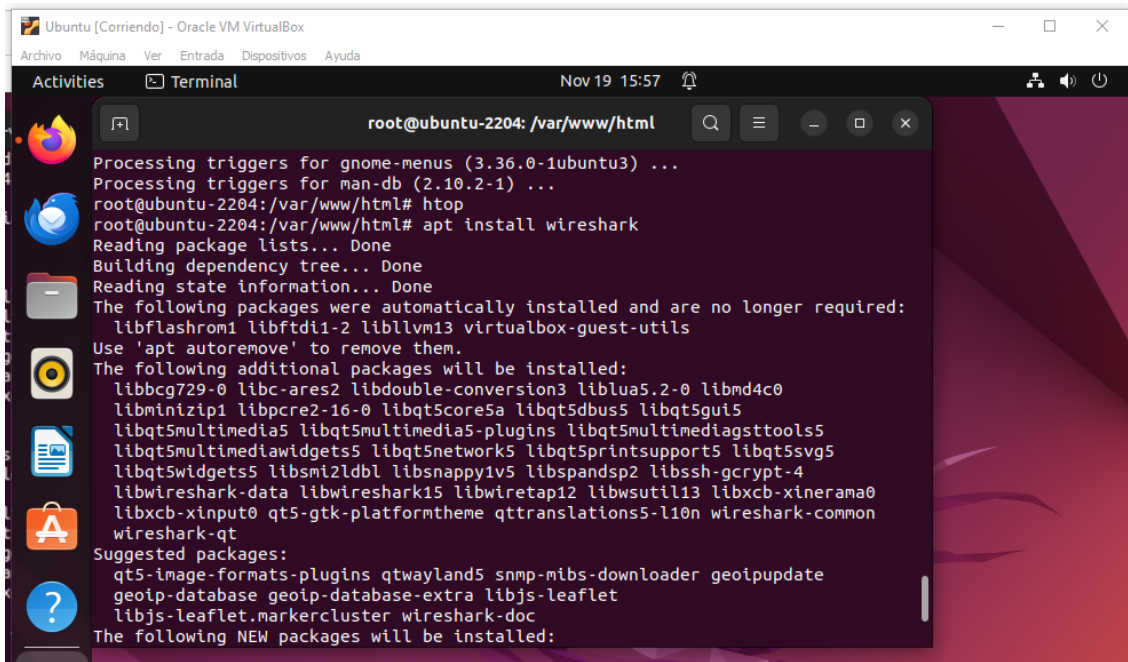 Ubuntu [Corriendo] - Oracle VM VirtualBox
Archivo Máquina Ver Entrada Dispositivos Ayuda
Activities Terminal Nov 19 15:57
root@ubuntu-2204: /var/www/html
Processing triggers for gnome-menus (3.36.0-1ubuntu3) ...
Processing triggers for man-db (2.10.2-1) ...
root@ubuntu-2204:/var/www/html# htop
root@ubuntu-2204:/var/www/html# apt install wireshark
Reading package lists... Done
Building dependency tree... Done
Reading state information... Done
The following packages were automatically installed and are no longer required:
libflashrom1 libftdi1-2 libllvm13 virtualbox-guest-utils
Use 'apt autoremove' to remove them.
The following additional packages will be installed:
libbcg729-0 libc-ares2 libdouble-conversion3 liblua5.2-0 libmd4c0
libminizip1 libpcre2-16-0 libqt5core5a libqt5dbus5 libqt5gui5
libqt5multimedia5 libqt5multimedia5-plugins libqt5multimediagsttools5
libqt5multimediawidgets5 libqt5network5 libqt5printsupport5 libqt5svg5
libqt5widgets5 libsmi2ldbl libsnappy1v5 libspandsp2 libssh-gcrypt-4
libwireshark-data libwireshark15 libwiretap12 libwsutil13 libxcb-xinerama0
libxcb-xinput0 qt5-gtk-platformtheme qttranslations5-l10n wireshark-common
wireshark-qt
Suggested packages:
qt5-image-formats-plugins qtwayland5 snmp-mibs-downloader geoipupdate
geoip-database geoip-database-extra libjs-leaflet
libjs-leaflet.markercluster wireshark-doc
The following NEW packages will be installed: